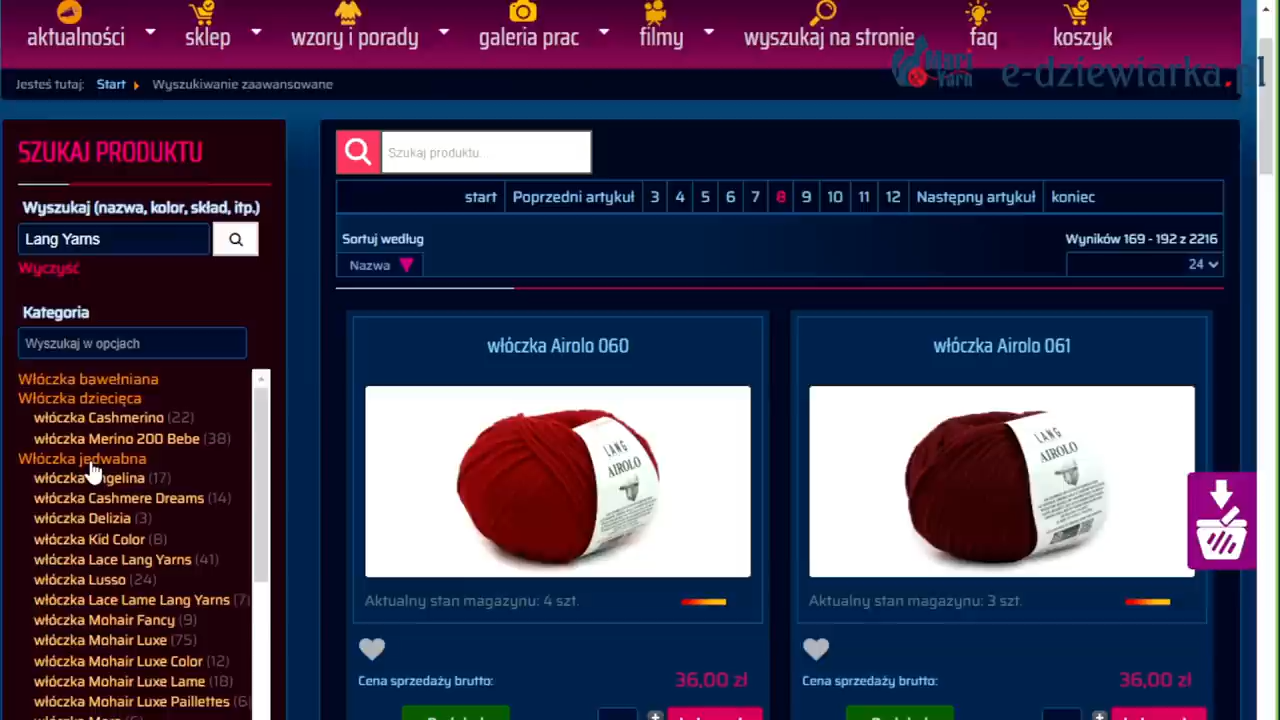 aktualności sklep wzory i porady galeria prac filmy wyszukaj na stronie faq koszyk
Mari Yarn e-dziewiarka.pl
Jesteś tutaj: Start Wyszukiwanie zaawansowane
SZUKAJ PRODUKTU
Wyszukaj (nazwa, kolor, skład, itp.)
Lang Yarns
Wyczyść
Kategoria
Wyszukaj w opcjach
Włóczka bawełniana
Włóczka dziecięca
włóczka Cashmerino (22)
włóczka Merino 200 Bebe (38)
Włóczka jedwabna
włóczka (17)
włóczka Cashmere Dreams (14)
włóczka Delizia (3)
włóczka Kid Color (8)
włóczka Lace Lang Yarns (41)
włóczka Lusso (24)
włóczka Lace Lame Lang Yarns (7)
włóczka Mohair Fancy (9)
włóczka Mohair Luxe (75)
włóczka Mohair Luxe Color (12)
włóczka Mohair Luxe Lame (18)
włóczka Mohair Luxe Paillettes (6
Szukaj produktu...
start Poprzedni artykuł 3 4 5 6 7 8 9 10 11 12 Następny artykuł koniec
Sortuj według
Nazwa
Wyników 169 - 192 z 2216
24
włóczka Airolo 060
LANG
AIROLO
Aktualny stan magazynu: 4 szt.
Cena sprzedaży brutto: 36,00 zł
włóczka Airolo 061
LANG
AIROLO
Aktualny stan magazynu: 3 szt.
Cena sprzedaży brutto: 36,00 zł